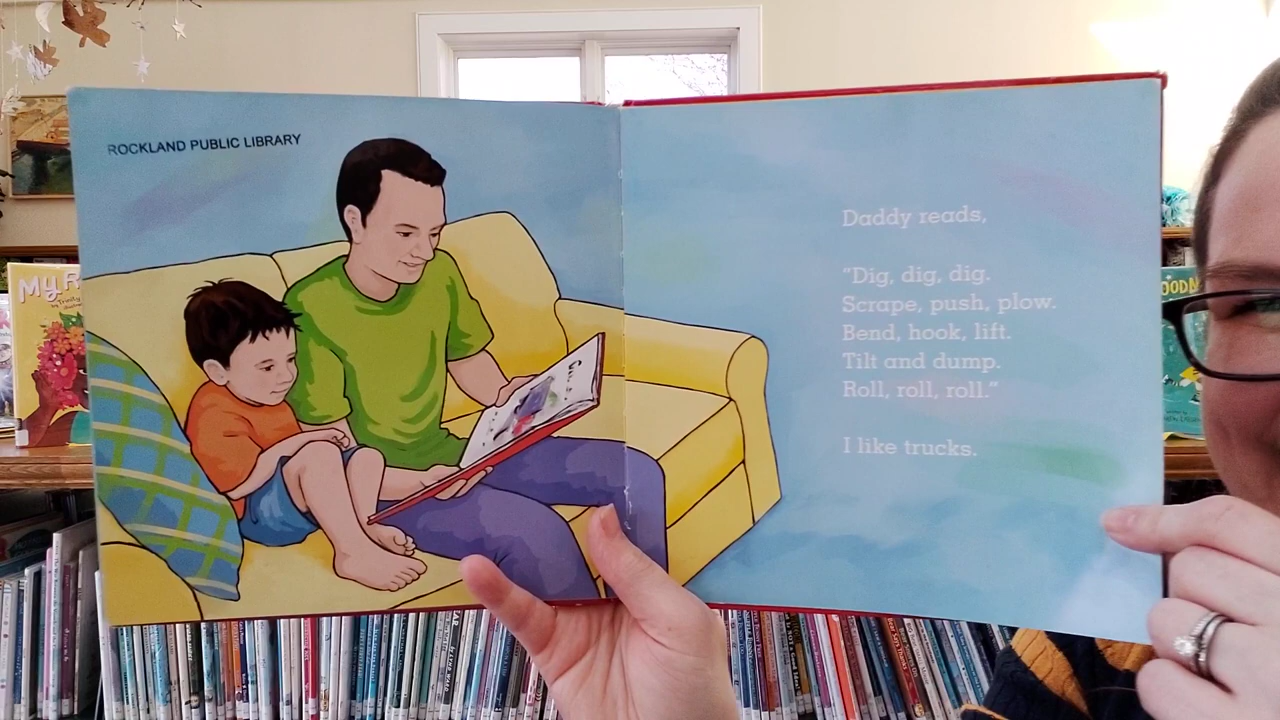 ROCKLAND PUBLIC LIBRARY
Daddy reads,
"Dig, dig, dig.
Scrape, push, plow.
Bend, hook, lift.
Tilt and dump.
Roll, roll, roll."
I like trucks.
My